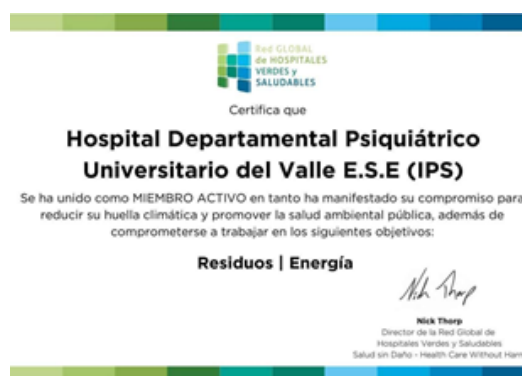 Red GLOBAL
de HOSPITALES
VERDES y
SALUDABLES
Certifica que
Hospital Departamental Psiquiátrico
Universitario del Valle E.S.E (IPS)
Se ha unido como MIEMBRO ACTIVO en tanto ha manifestado su compromiso para
reducir su huella climática y promover la salud ambiental pública, además de
comprometerse a trabajar en los siguientes objetivos:
Residuos | Energía
Nick Thorp
Nick Thorp
Director de la Red Global de
Hospitales Verdes y Saludables
Salud sin Daño - Health Care Without Harm